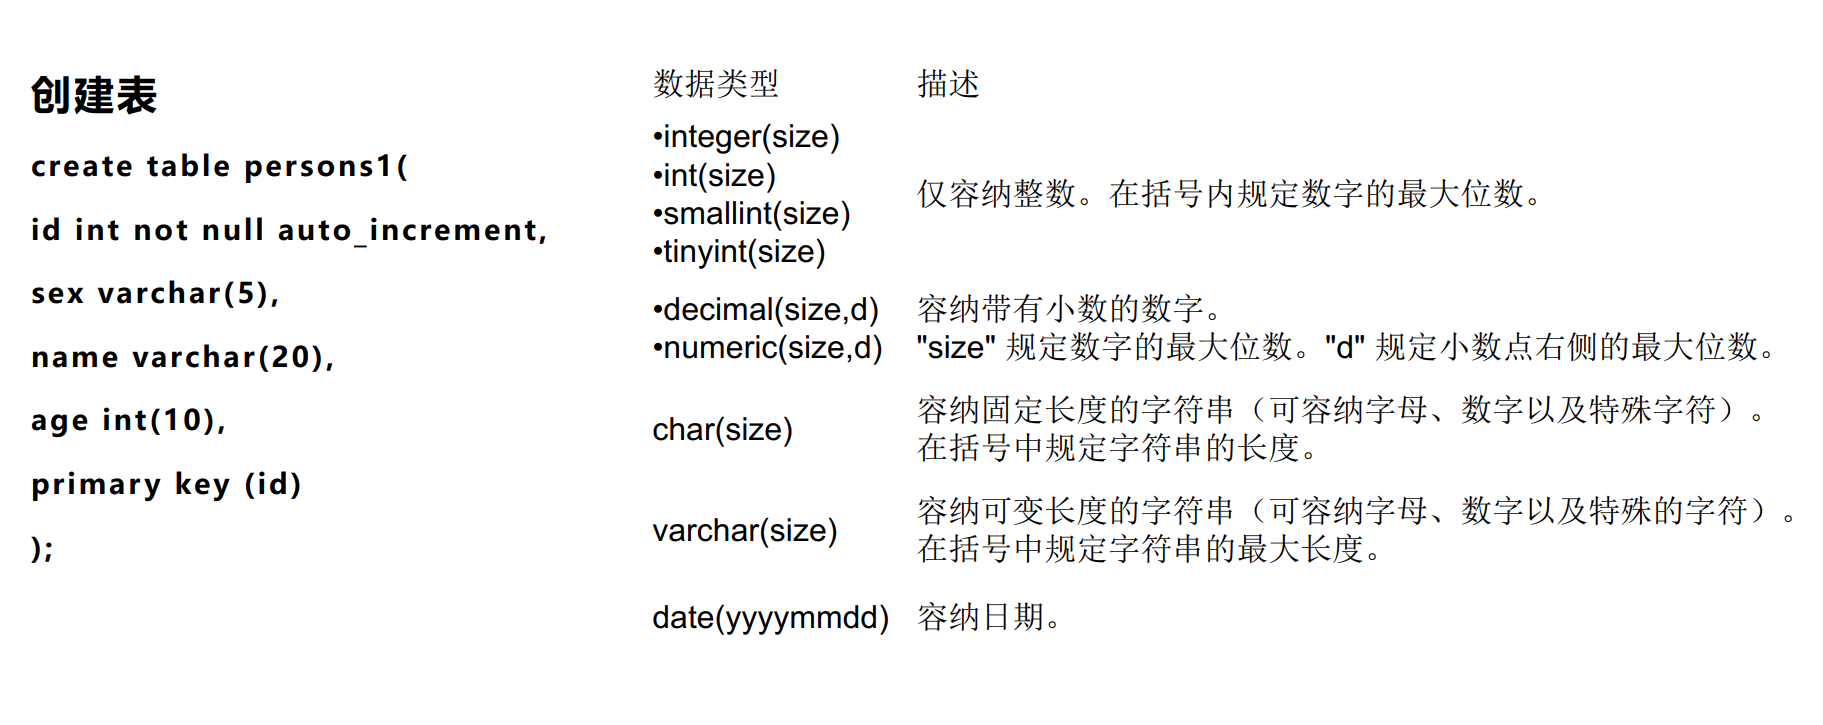 创建表
create table persons1(
id int not null auto_increment,
sex varchar(5),
name varchar(20),
age int(10),
primary key (id)
);
数据类型 描述
•integer(size)
•int(size)
•smallint(size)
•tinyint(size)
仅容纳整数。在括号内规定数字的最大位数。
•decimal(size,d)
•numeric(size,d)
容纳带有小数的数字。
"size" 规定数字的最大位数。"d" 规定小数点右侧的最大位数。
char(size)
容纳固定长度的字符串（可容纳字母、数字以及特殊字符）。
在括号中规定字符串的长度。
varchar(size)
容纳可变长度的字符串（可容纳字母、数字以及特殊的字符）。
在括号中规定字符串的最大长度。
date(yyyymmdd) 容纳日期。